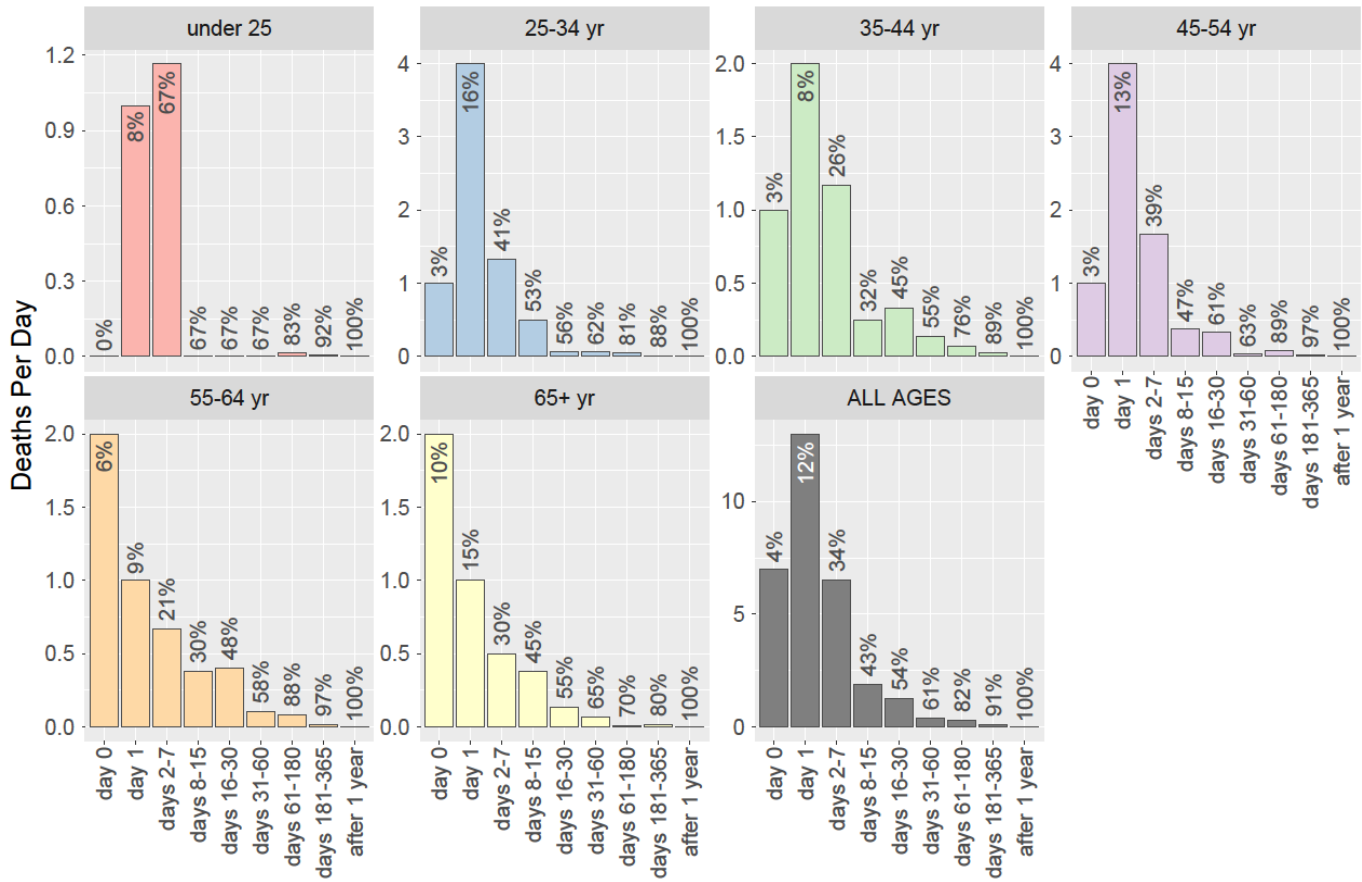 Deaths Per Day
under 25
1.2
0.9
0.6
0.3
0.0
0%
8%
67%
67%
67%
67%
83%
92%
100%
25-34 yr
4
3
2
1
0
3%
16%
41%
53%
56%
62%
81%
88%
100%
35-44 yr
2.0
1.5
1.0
0.5
0.0
3%
8%
26%
32%
45%
55%
76%
89%
100%
45-54 yr
4
3
2
1
0
3%
13%
39%
47%
61%
63%
89%
97%
100%
day 0
day 1
days 2-7
days 8-15
days 16-30
days 31-60
days 61-180
days 181-365
after 1 year
55-64 yr
2.0
1.5
1.0
0.5
0.0
6%
9%
21%
30%
48%
58%
88%
97%
100%
day 0
day 1
days 2-7
days 8-15
days 16-30
days 31-60
days 61-180
days 181-365
after 1 year
65+ yr
2.0
1.5
1.0
0.5
0.0
10%
15%
30%
45%
55%
65%
70%
80%
100%
day 0
day 1
days 2-7
days 8-15
days 16-30
days 31-60
days 61-180
days 181-365
after 1 year
ALL AGES
10
5
0
4%
12%
34%
43%
54%
61%
82%
91%
100%
day 0
day 1
days 2-7
days 8-15
days 16-30
days 31-60
days 61-180
days 181-365
after 1 year